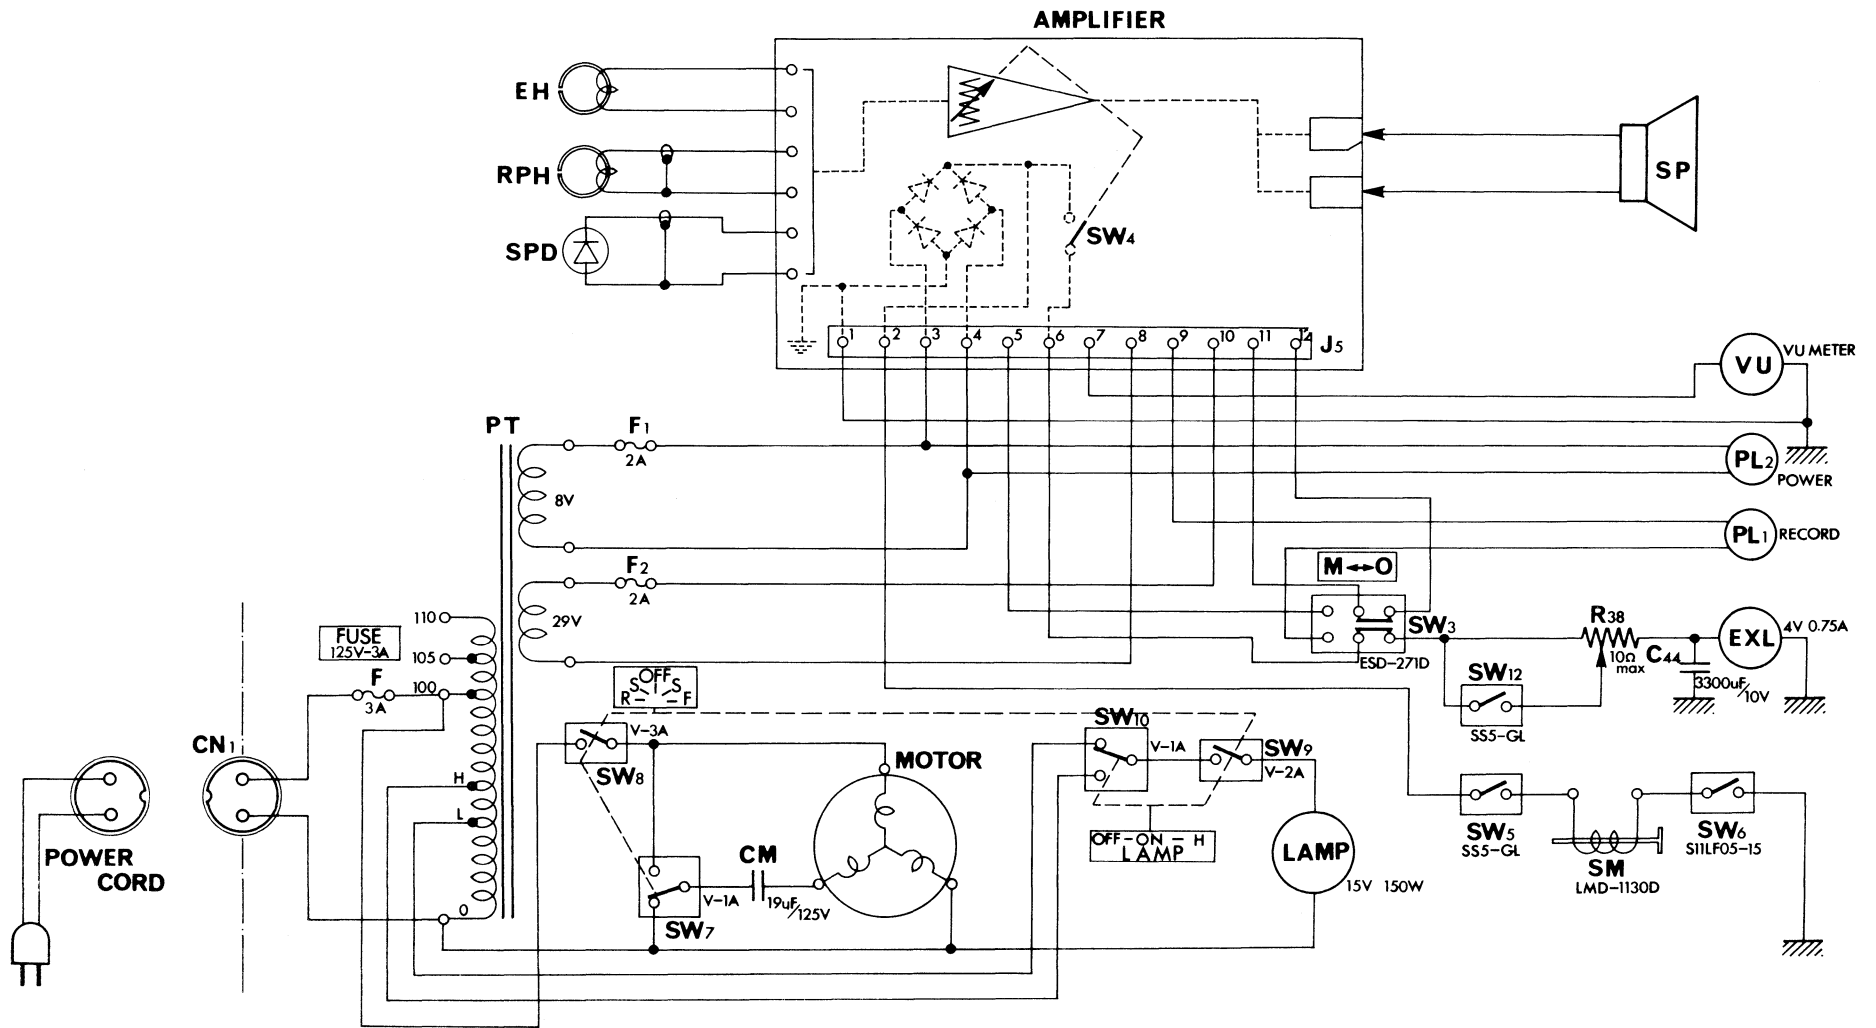 AMPLIFIER
EH
RPH
SPD
SP
SW4
1 2 3 4 5 6 7 8 9 10 11 12
J5
VU
VU METER
PT
F1
2A
8V
PL2
POWER
PL1
RECORD
F2
2A
29V
M ↔ O
SW3
ESD-271D
R38
10Ω
max
C44
3300uF/10V
EXL
4V 0.75A
110
105
100
FUSE
125V-3A
F
3A
OFF
S S
R F
SW12
SS5-GL
CN1
V-3A
SW8
MOTOR
SW10
V-1A
SW9
V-2A
H
L
0
POWER
CORD
CM
19uF/125V
V-1A
SW7
OFF-ON-H
LAMP
LAMP
15V 150W
SW5
SS5-GL
SM
LMD-1130D
SW6
S11LF05-15